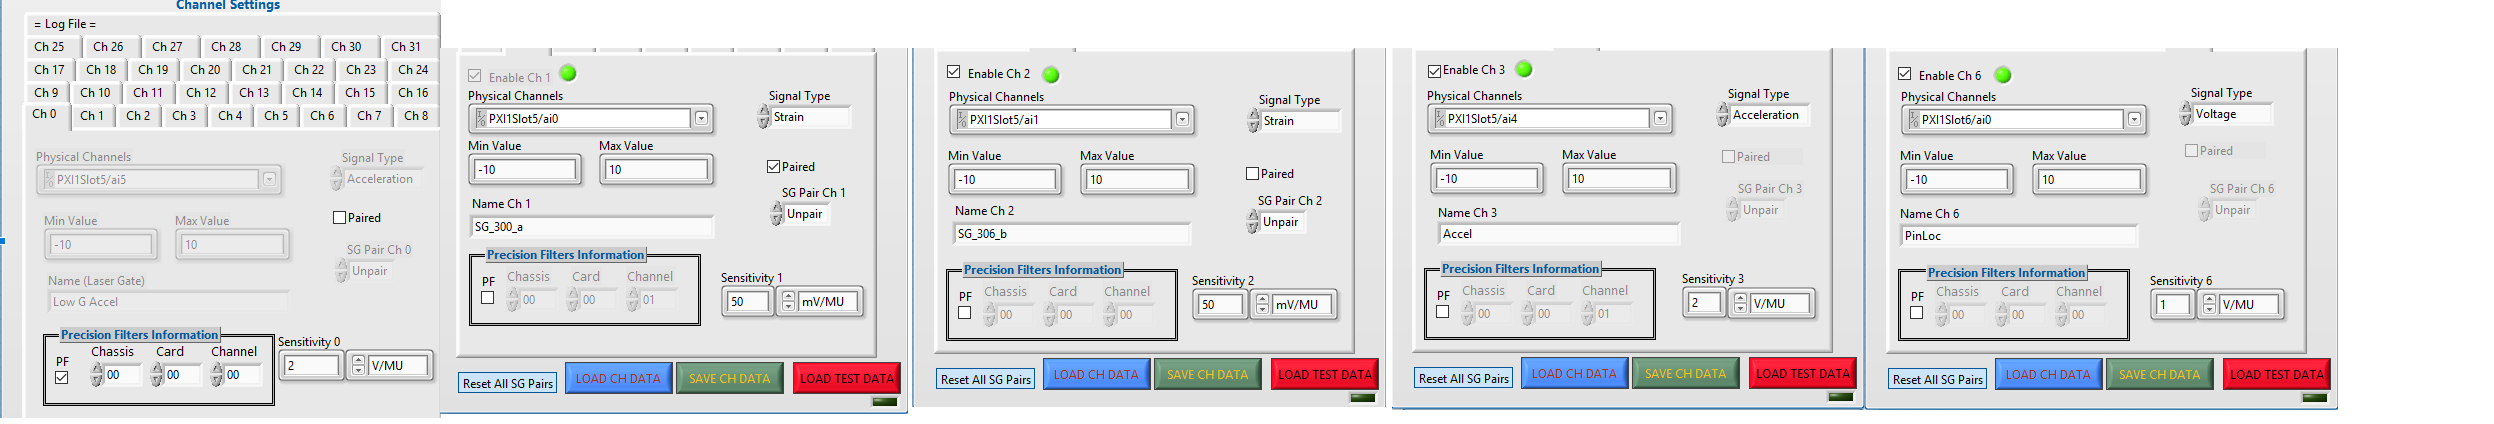 Channel Settings
= Log File =
Ch 25 Ch 26 Ch 27 Ch 28 Ch 29 Ch 30 Ch 31
Ch 17 Ch 18 Ch 19 Ch 20 Ch 21 Ch 22 Ch 23 Ch 24
Ch 9 Ch 10 Ch 11 Ch 12 Ch 13 Ch 14 Ch 15 Ch 16
Ch 0 Ch 1 Ch 2 Ch 3 Ch 4 Ch 5 Ch 6 Ch 7 Ch 8
Physical Channels Signal Type
PXI1Slot5/ai5 Acceleration
Min Value Max Value Paired
-10 10 SG Pair Ch 0
Unpair
Name (Laser Gate)
Low G Accel
Precision Filters Information
Sensitivity 0
PF Chassis Card Channel
00 00 00 2 V/MU
Enable Ch 1
Physical Channels Signal Type
PXI1Slot5/ai0 Strain
Min Value Max Value
-10 10 Paired
SG Pair Ch 1
Name Ch 1 Unpair
SG_300_a
Precision Filters Information
PF Chassis Card Channel Sensitivity 1
00 00 01 50 mV/MU
Reset All SG Pairs LOAD CH DATA SAVE CH DATA LOAD TEST DATA
Enable Ch 2
Physical Channels Signal Type
PXI1Slot5/ai1 Strain
Min Value Max Value
-10 10 Paired
SG Pair Ch 2
Name Ch 2 Unpair
SG_306_b
Precision Filters Information
PF Chassis Card Channel Sensitivity 2
00 00 00 50 mV/MU
Reset All SG Pairs LOAD CH DATA SAVE CH DATA LOAD TEST DATA
Enable Ch 3
Physical Channels Signal Type
PXI1Slot5/ai4 Acceleration
Min Value Max Value Paired
-10 10 SG Pair Ch 3
Name Ch 3 Unpair
Accel
Precision Filters Information
PF Chassis Card Channel Sensitivity 3
00 00 01 2 V/MU
Reset All SG Pairs LOAD CH DATA SAVE CH DATA LOAD TEST DATA
Enable Ch 6
Physical Channels Signal Type
PXI1Slot6/ai0 Voltage
Min Value Max Value Paired
-10 10 SG Pair Ch 6
Name Ch 6 Unpair
PinLoc
Precision Filters Information
PF Chassis Card Channel Sensitivity 6
00 00 00 1 V/MU
Reset All SG Pairs LOAD CH DATA SAVE CH DATA LOAD TEST DATA